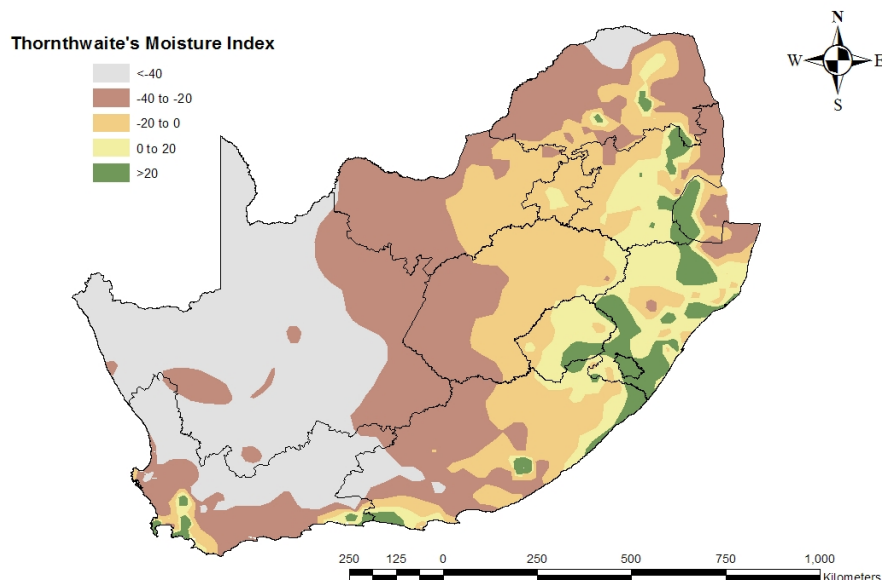 Thornthwaite's Moisture Index
<-40
-40 to -20
-20 to 0
0 to 20
>20
N
W E
S
250 125 0 250 500 750 1,000
Kilometers